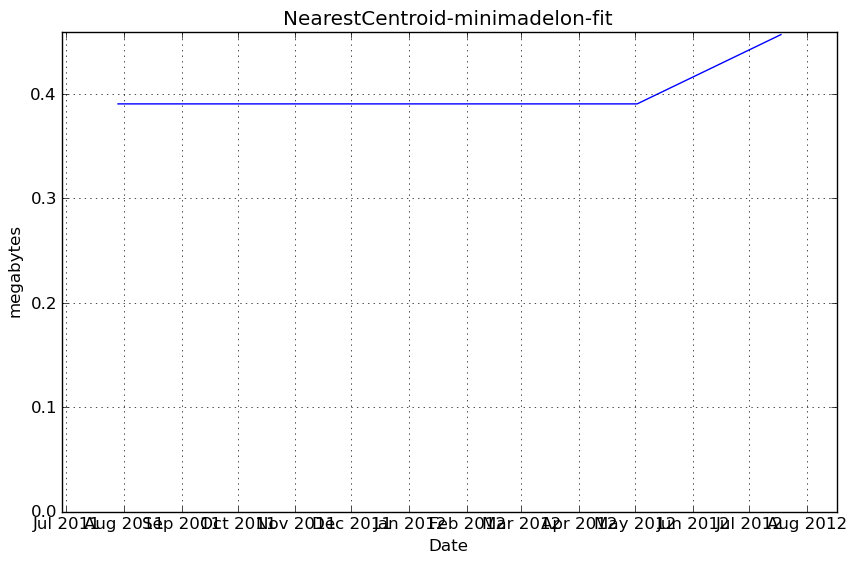 NearestCentroid-minimadelon-fit
0.4
0.3
0.2
0.1
0.0
megabytes
Jul 2011 Aug 2011 Sep 2011 Oct 2011 Nov 2011 Dec 2011 Jan 2012 Feb 2012 Mar 2012 Apr 2012 May 2012 Jun 2012 Jul 2012 Aug 2012
Date